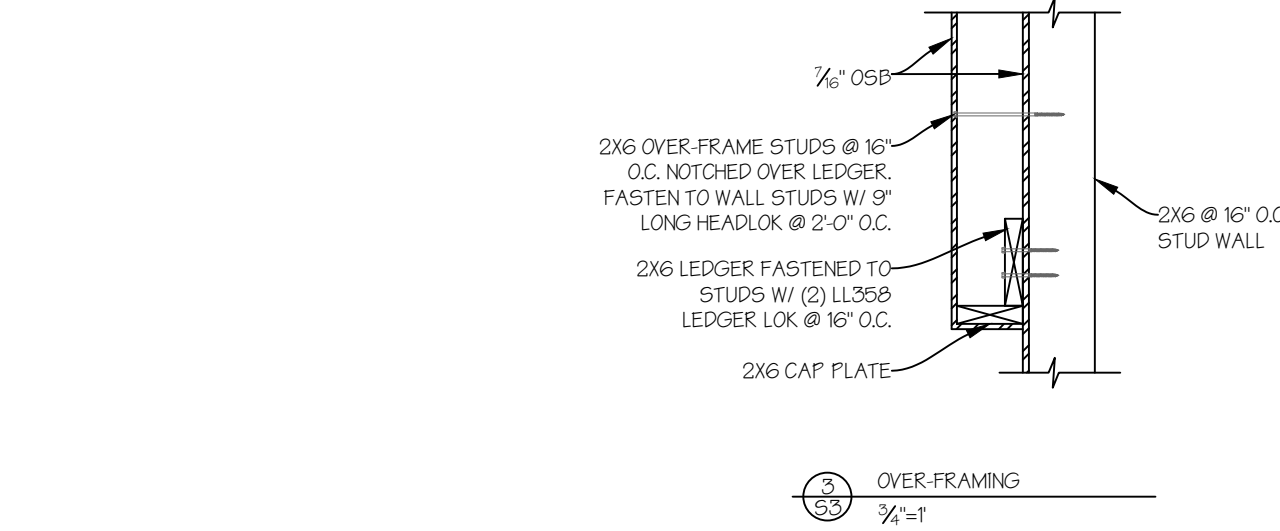 7/16" OSB
2X6 OVER-FRAME STUDS @ 16"
O.C. NOTCHED OVER LEDGER.
FASTEN TO WALL STUDS W/ 9"
LONG HEADLOK @ 2'-0" O.C.
2X6 @ 16" O.C
STUD WALL
2X6 LEDGER FASTENED TO
STUDS W/ (2) LL358
LEDGER LOK @ 16" O.C.
2X6 CAP PLATE
3
S3
OVER-FRAMING
3/4"=1'